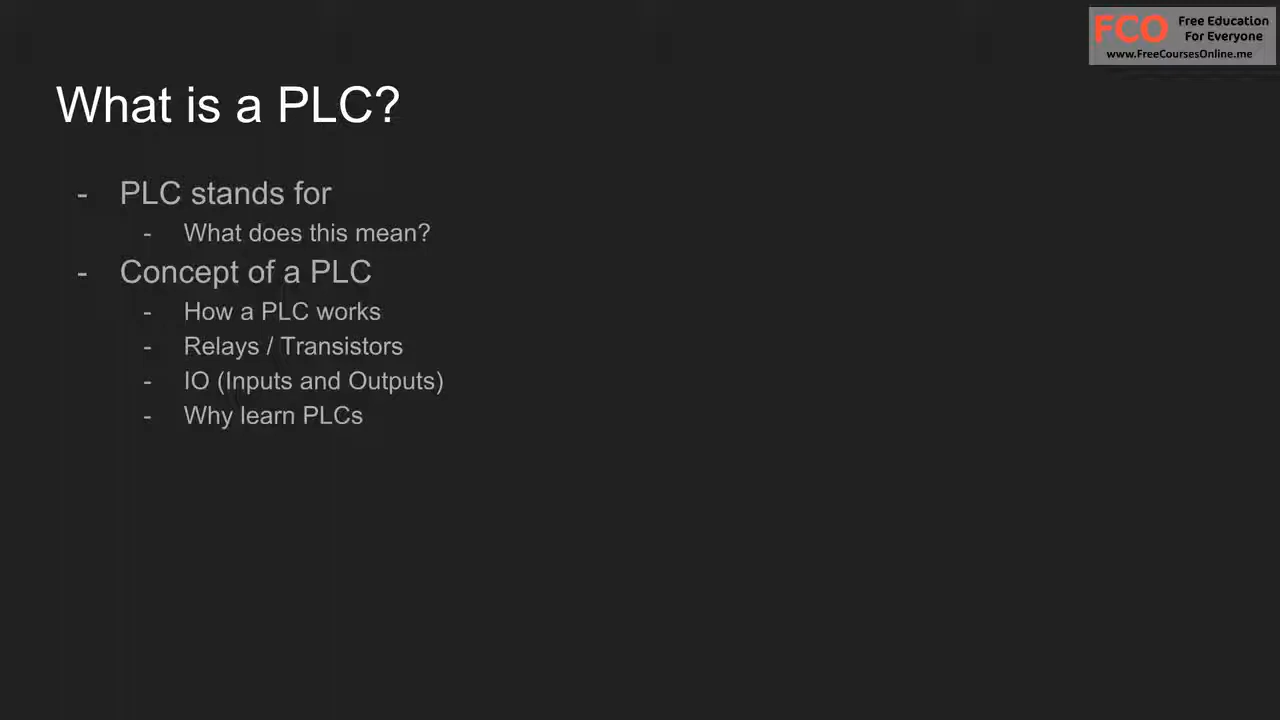 FCO Free Education
For Everyone
www.FreeCoursesOnline.me
What is a PLC?
- PLC stands for
- What does this mean?
- Concept of a PLC
- How a PLC works
- Relays / Transistors
- IO (Inputs and Outputs)
- Why learn PLCs